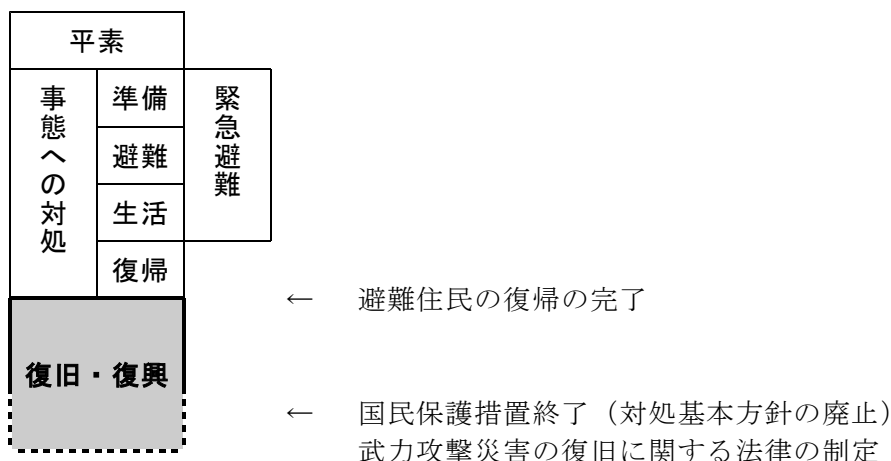 平素
事態への対処
準備
緊急避難
避難
生活
復帰
← 避難住民の復帰の完了
復旧・復興
← 国民保護措置終了（対処基本方針の廃止）
武力攻撃災害の復旧に関する法律の制定